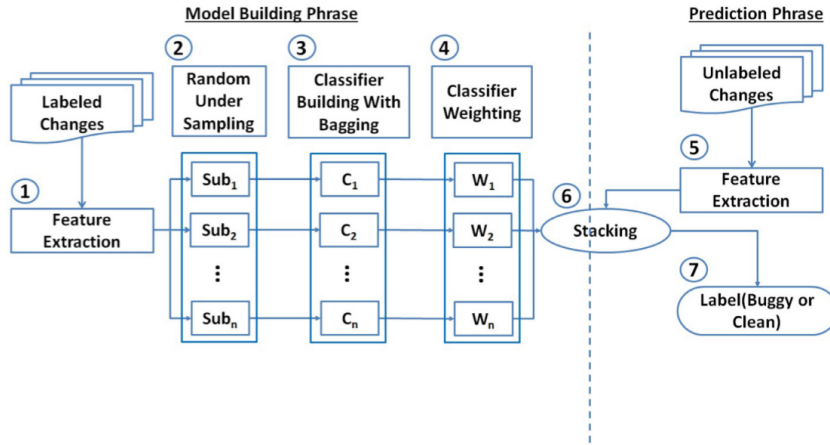 Model Building Phrase
Prediction Phrase
2
3
4
Labeled
Changes
Random
Under
Sampling
Classifier
Building With
Bagging
Classifier
Weighting
Unlabeled
Changes
1
Feature
Extraction
Sub₁
C₁
W₁
Sub₂
C₂
W₂
⋮
⋮
⋮
Subₙ
Cₙ
Wₙ
5
Feature
Extraction
6
Stacking
7
Label(Buggy or
Clean)